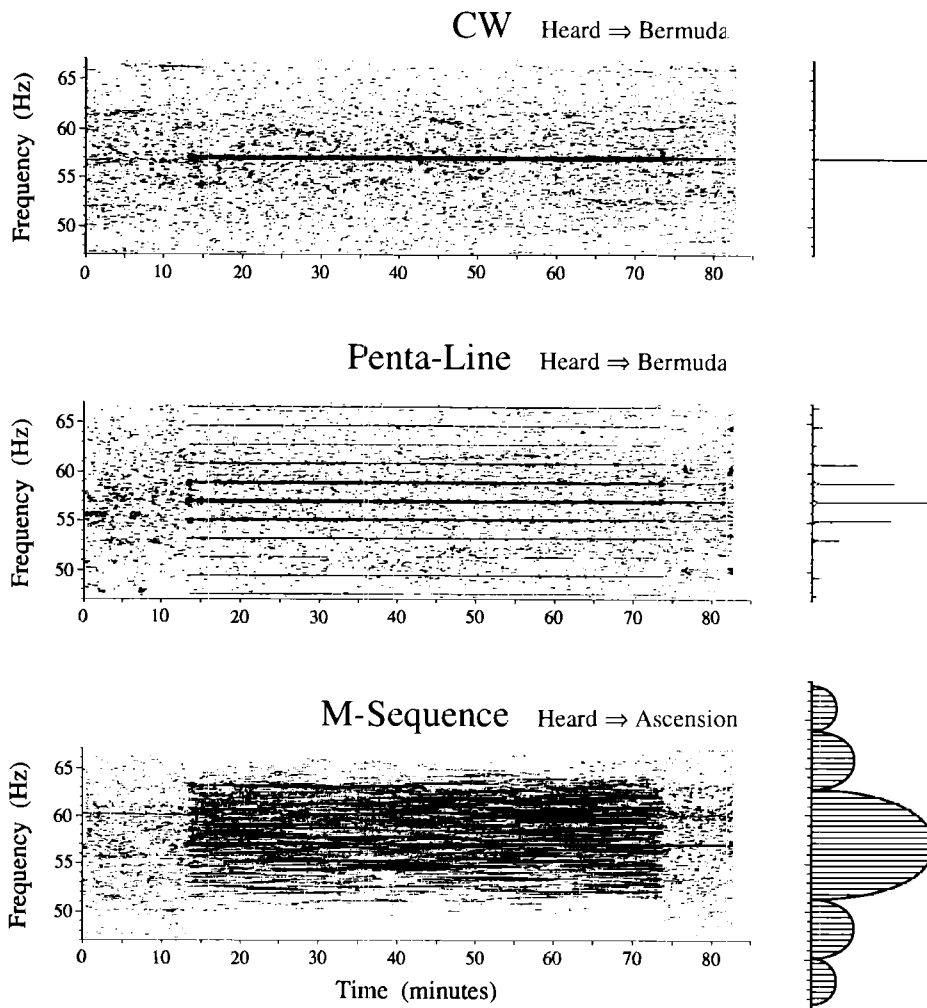 CW Heard ⇒ Bermuda
Frequency (Hz)
65
60
55
50
0 10 20 30 40 50 60 70 80
Penta-Line Heard ⇒ Bermuda
Frequency (Hz)
65
60
55
50
0 10 20 30 40 50 60 70 80
M-Sequence Heard ⇒ Ascension
Frequency (Hz)
65
60
55
50
0 10 20 30 40 50 60 70 80
Time (minutes)